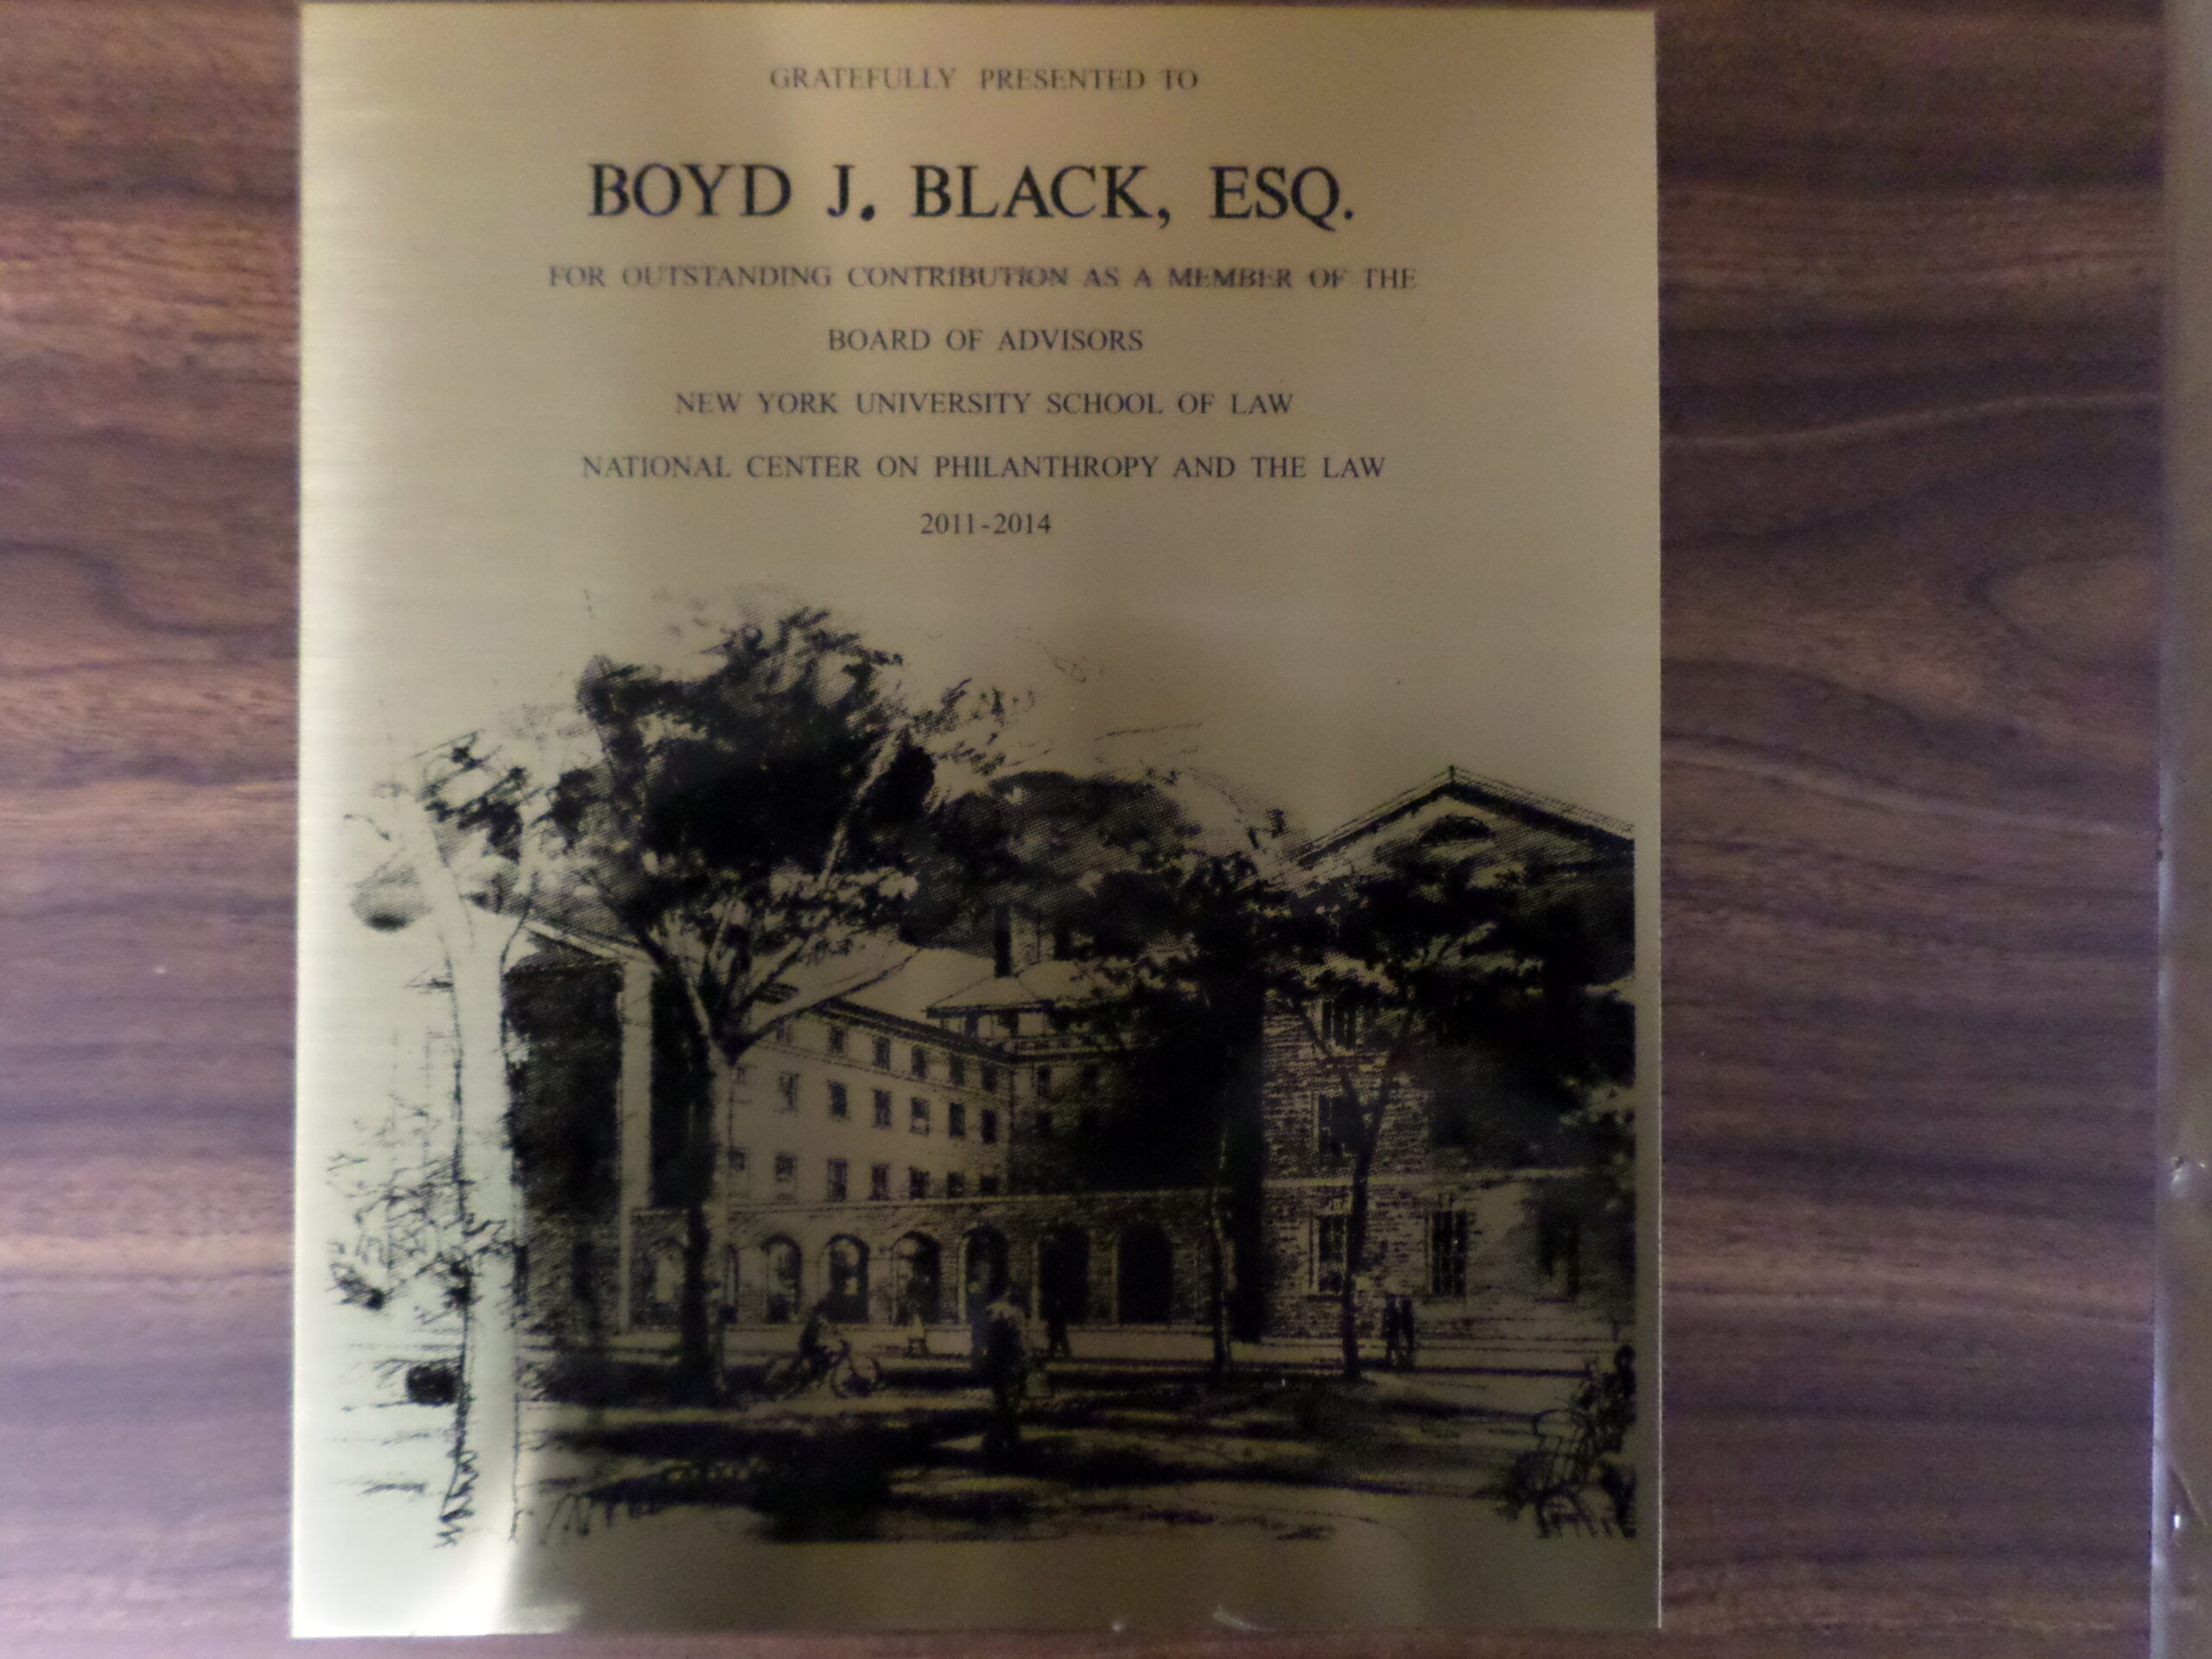 GRATEFULLY PRESENTED TO
BOYD J. BLACK, ESQ.
FOR OUTSTANDING CONTRIBUTION AS A MEMBER OF THE
BOARD OF ADVISORS
NEW YORK UNIVERSITY SCHOOL OF LAW
NATIONAL CENTER ON PHILANTHROPY AND THE LAW
2011-2014